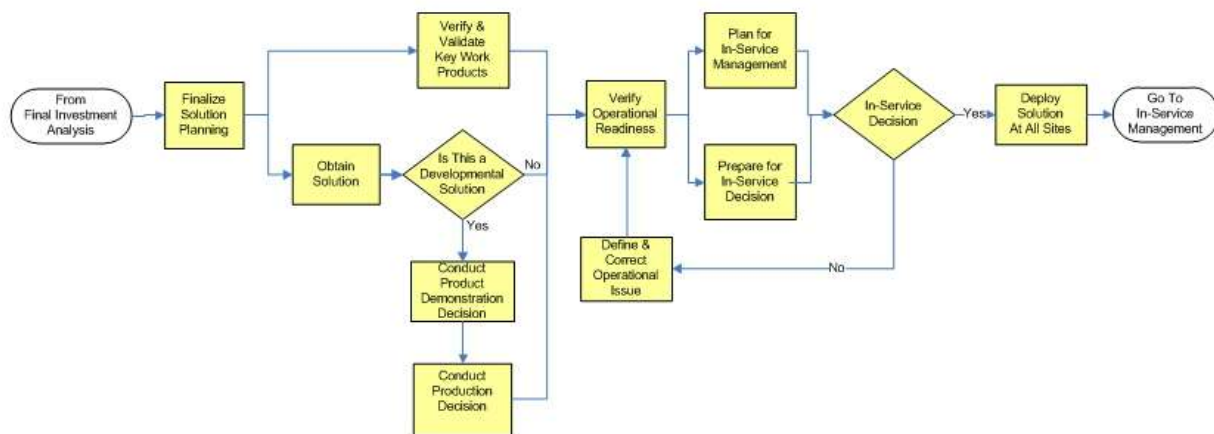 From
Final Investment
Analysis
Finalize
Solution
Planning
Verify &
Validate
Key Work
Products
Obtain
Solution
Is This a
Developmental
Solution
No
Yes
Conduct
Product
Demonstration
Decision
Conduct
Production
Decision
Verify
Operational
Readiness
Plan for
In-Service
Management
Prepare for
In-Service
Decision
Define &
Correct
Operational
Issue
In-Service
Decision
Yes
No
Deploy
Solution
At All Sites
Go To
In-Service
Management